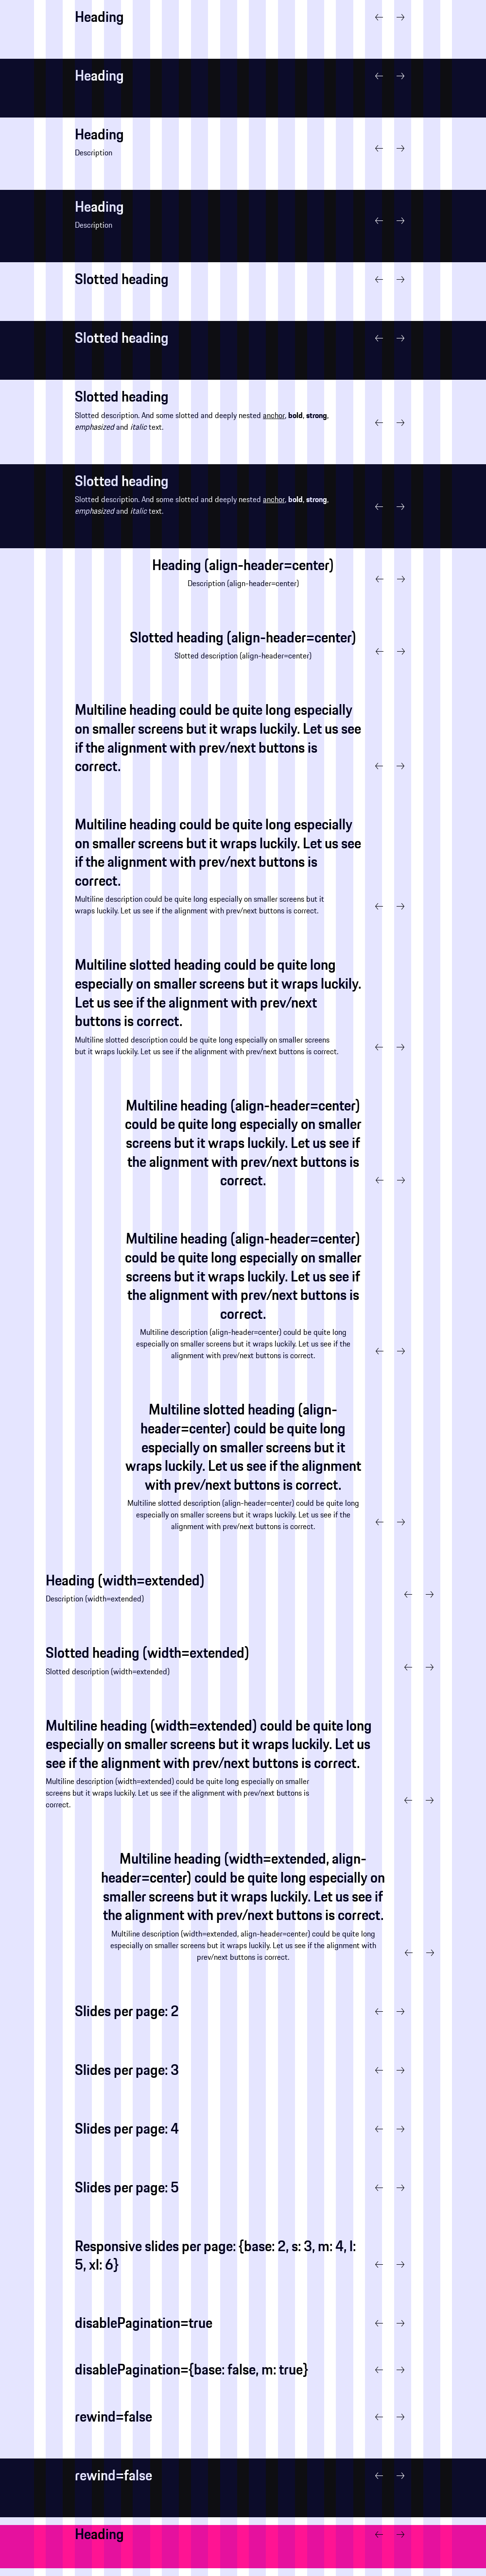 Heading
Heading
Heading
Description
Heading
Description
Slotted heading
Slotted heading
Slotted heading
Slotted description. And some slotted and deeply nested anchor, bold, strong,
emphasized and italic text.
Slotted heading
Slotted description. And some slotted and deeply nested anchor, bold, strong,
emphasized and italic text.
Heading (align-header=center)
Description (align-header=center)
Slotted heading (align-header=center)
Slotted description (align-header=center)
Multiline heading could be quite long especially
on smaller screens but it wraps luckily. Let us see
if the alignment with prev/next buttons is
correct.
Multiline heading could be quite long especially
on smaller screens but it wraps luckily. Let us see
if the alignment with prev/next buttons is
correct.
Multiline description could be quite long especially on smaller screens but it
wraps luckily. Let us see if the alignment with prev/next buttons is correct.
Multiline slotted heading could be quite long
especially on smaller screens but it wraps luckily.
Let us see if the alignment with prev/next
buttons is correct.
Multiline slotted description could be quite long especially on smaller screens
but it wraps luckily. Let us see if the alignment with prev/next buttons is correct.
Multiline heading (align-header=center)
could be quite long especially on smaller
screens but it wraps luckily. Let us see if
the alignment with prev/next buttons is
correct.
Multiline heading (align-header=center)
could be quite long especially on smaller
screens but it wraps luckily. Let us see if
the alignment with prev/next buttons is
correct.
Multiline description (align-header=center) could be quite long
especially on smaller screens but it wraps luckily. Let us see if the
alignment with prev/next buttons is correct.
Multiline slotted heading (align-
header=center) could be quite long
especially on smaller screens but it
wraps luckily. Let us see if the alignment
with prev/next buttons is correct.
Multiline slotted description (align-header=center) could be quite long
especially on smaller screens but it wraps luckily. Let us see if the
alignment with prev/next buttons is correct.
Heading (width=extended)
Description (width=extended)
Slotted heading (width=extended)
Slotted description (width=extended)
Multiline heading (width=extended) could be quite long
especially on smaller screens but it wraps luckily. Let us
see if the alignment with prev/next buttons is correct.
Multiline description (width=extended) could be quite long especially on smaller
screens but it wraps luckily. Let us see if the alignment with prev/next buttons is
correct.
Multiline heading (width=extended, align-
header=center) could be quite long especially on
smaller screens but it wraps luckily. Let us see if
the alignment with prev/next buttons is correct.
Multiline description (width=extended, align-header=center) could be quite long
especially on smaller screens but it wraps luckily. Let us see if the alignment with
prev/next buttons is correct.
Slides per page: 2
Slides per page: 3
Slides per page: 4
Slides per page: 5
Responsive slides per page: {base: 2, s: 3, m: 4, l:
5, xl: 6}
disablePagination=true
disablePagination={base: false, m: true}
rewind=false
rewind=false
Heading